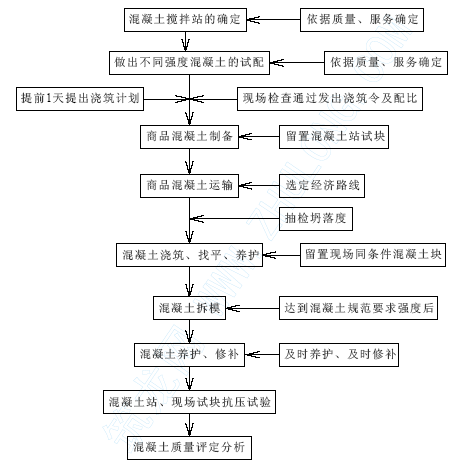 混凝土搅拌站的确定
依据质量、服务确定
做出不同强度混凝土的试配
依据质量、服务确定
提前1天提出浇筑计划
现场检查通过发出浇筑令及配比
商品混凝土制备
留置混凝土站试块
商品混凝土运输
选定经济路线
抽检坍落度
混凝土浇筑、找平、养护
留置现场同条件混凝土块
混凝土拆模
达到混凝土规范要求强度后
混凝土养护、修补
及时养护、及时修补
混凝土站、现场试块抗压试验
混凝土质量评定分析